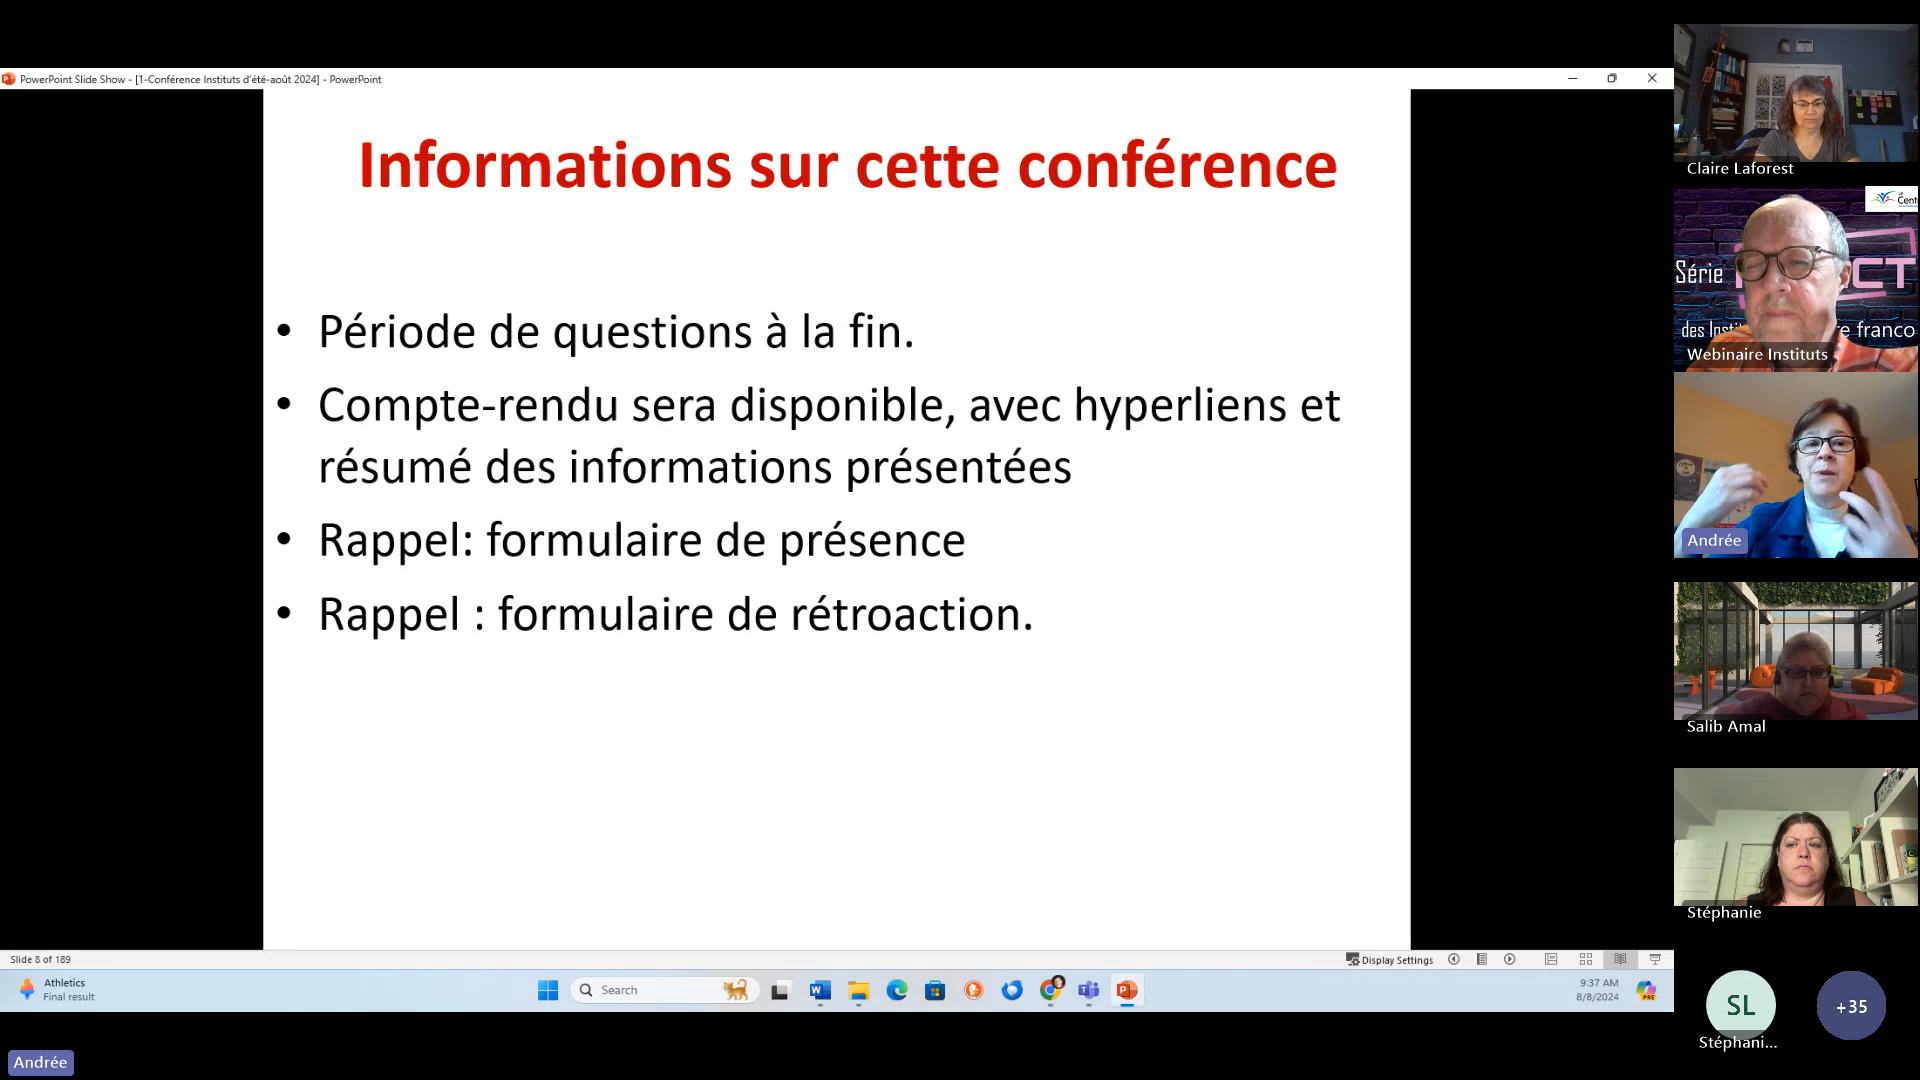 PowerPoint Slide Show - [1-Conférence Instituts d'été-août 2024] - PowerPoint
Informations sur cette conférence
• Période de questions à la fin.
• Compte-rendu sera disponible, avec hyperliens et
résumé des informations présentées
• Rappel: formulaire de présence
• Rappel : formulaire de rétroaction.
Slide 8 of 189
Display Settings
Athletics
Final result
Search
9:37 AM
8/8/2024
Andrée
Claire Laforest
Série
CT
des Inst
e franco
Webinaire Instituts
Andrée
Salib Amal
Stéphanie
SL
Stéphani...
+35